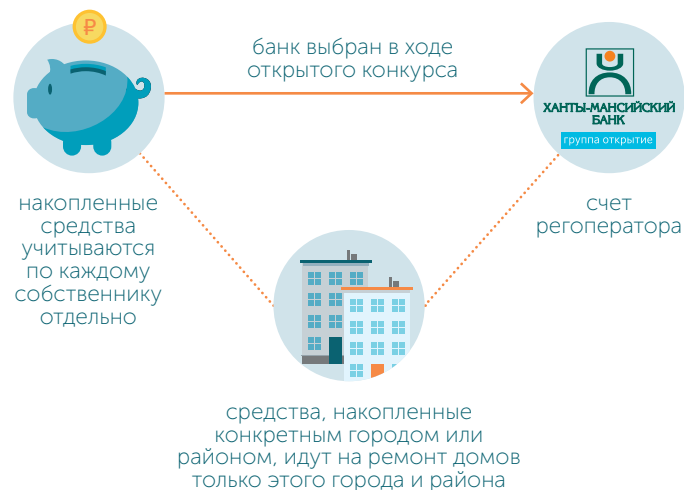 ₽
банк выбран в ходе
открытого конкурса
ХАНТЫ-МАНСИЙСКИЙ
БАНК
группа открытие
накопленные
средства
учитываются
по каждому
собственнику
отдельно
счет
регоператора
средства, накопленные
конкретным городом или
районом, идут на ремонт домов
только этого города и района